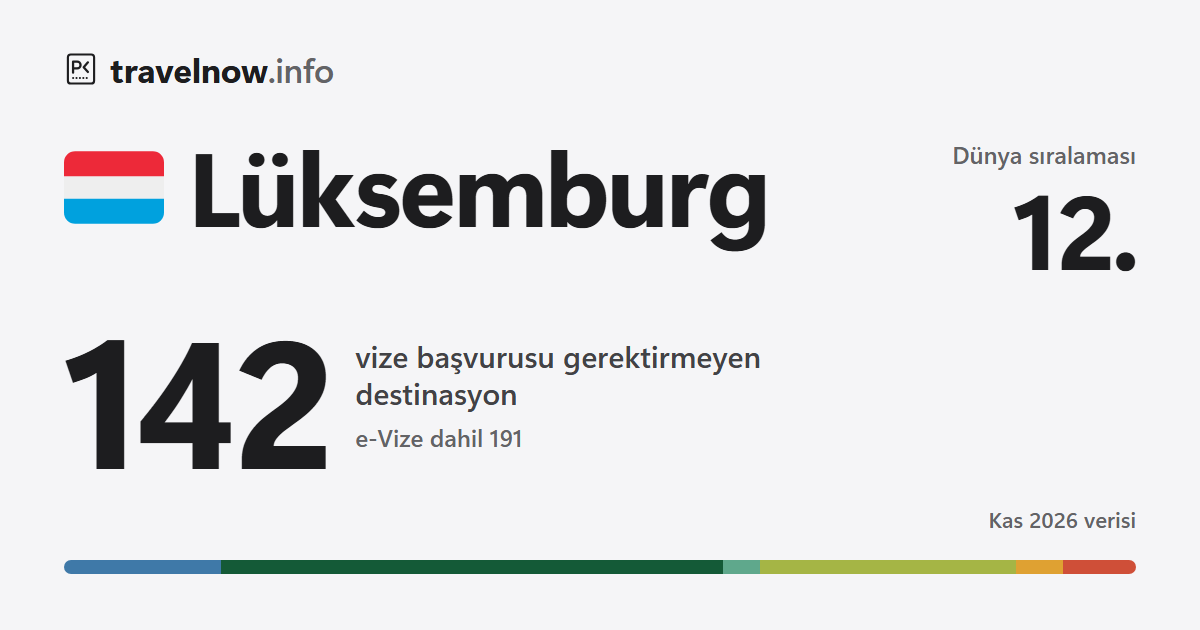 travelnow.info
Lüksemburg
Dünya sıralaması
12.
142
vize başvurusu gerektirmeyen
destinasyon
e-Vize dahil 191
Kas 2026 verisi